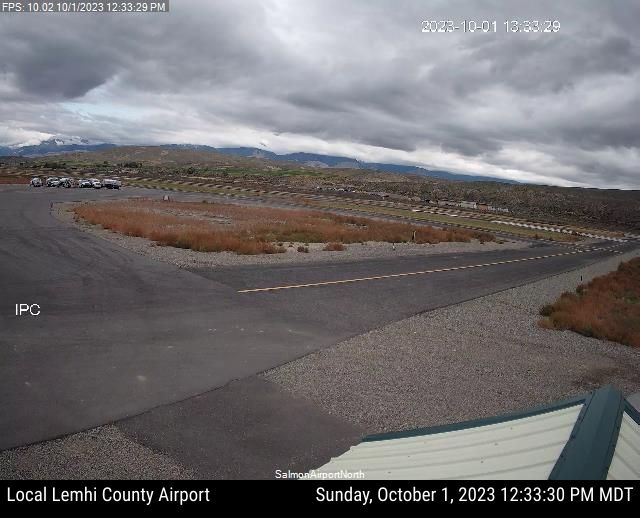 FPS: 10.02 10/1/2023 12:33:29 PM
2023-10-01 13:33:29
IPC
SalmonAirportNorth
Local Lemhi County Airport
Sunday, October 1, 2023 12:33:30 PM MDT